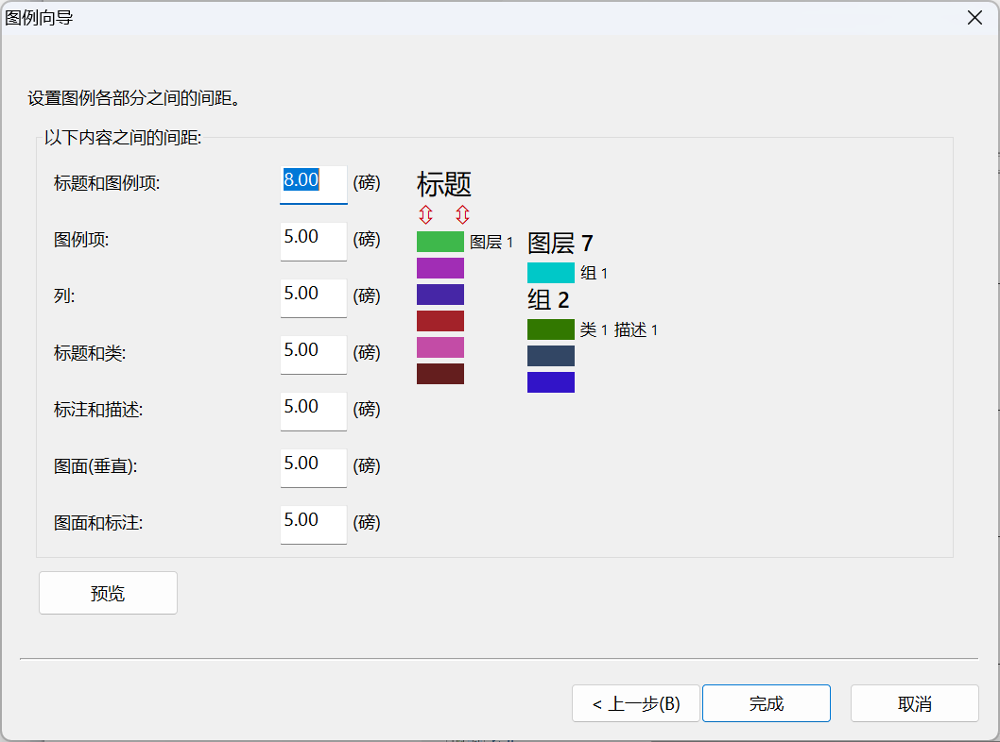 图例向导
设置图例各部分之间的间距。
以下内容之间的间距:
标题和图例项: 8.00 (磅)
图例项: 5.00 (磅)
列: 5.00 (磅)
标题和类: 5.00 (磅)
标注和描述: 5.00 (磅)
图面(垂直): 5.00 (磅)
图面和标注: 5.00 (磅)
标题
图层 1
图层 7
组 1
组 2
类 1 描述 1
预览
< 上一步(B) 完成 取消